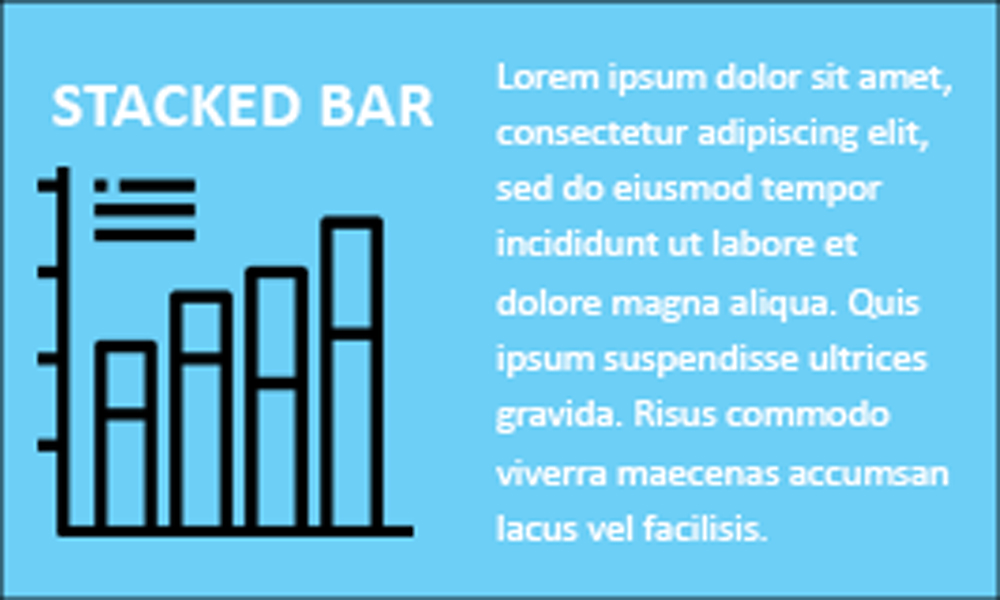 STACKED BAR
Lorem ipsum dolor sit amet,
consectetur adipiscing elit,
sed do eiusmod tempor
incididunt ut labore et
dolore magna aliqua. Quis
ipsum suspendisse ultrices
gravida. Risus commodo
viverra maecenas accumsan
lacus vel facilisis.